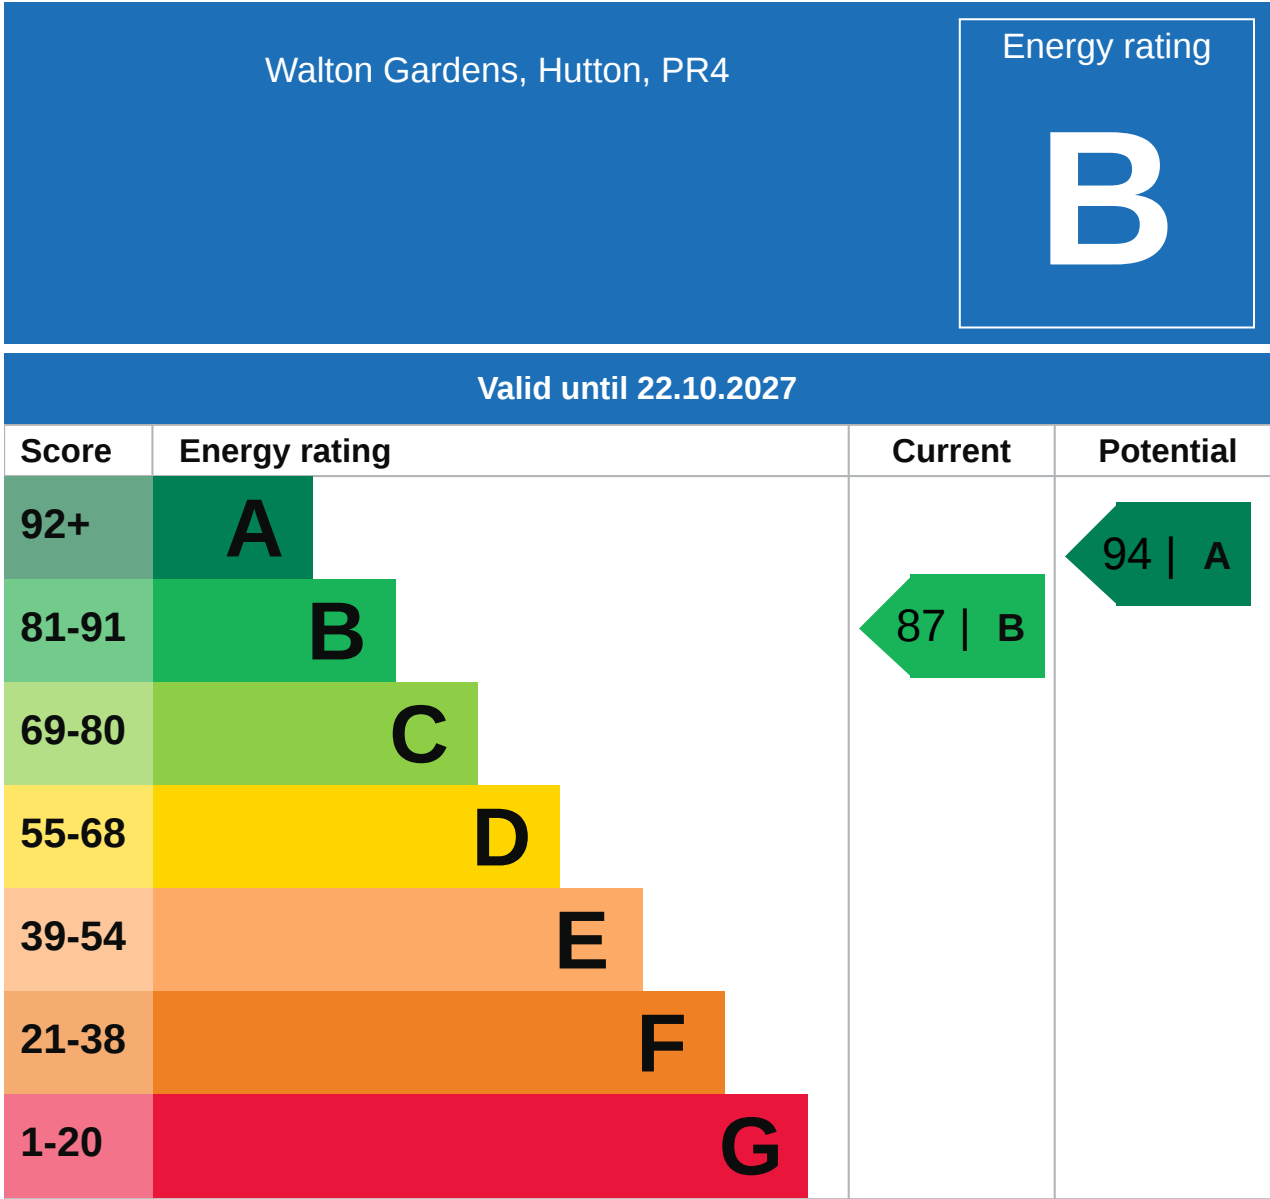 Walton Gardens, Hutton, PR4
Energy rating
B
Valid until 22.10.2027
Score Energy rating Current Potential
92+ A 94 | A
81-91 B 87 | B
69-80 C
55-68 D
39-54 E
21-38 F
1-20 G